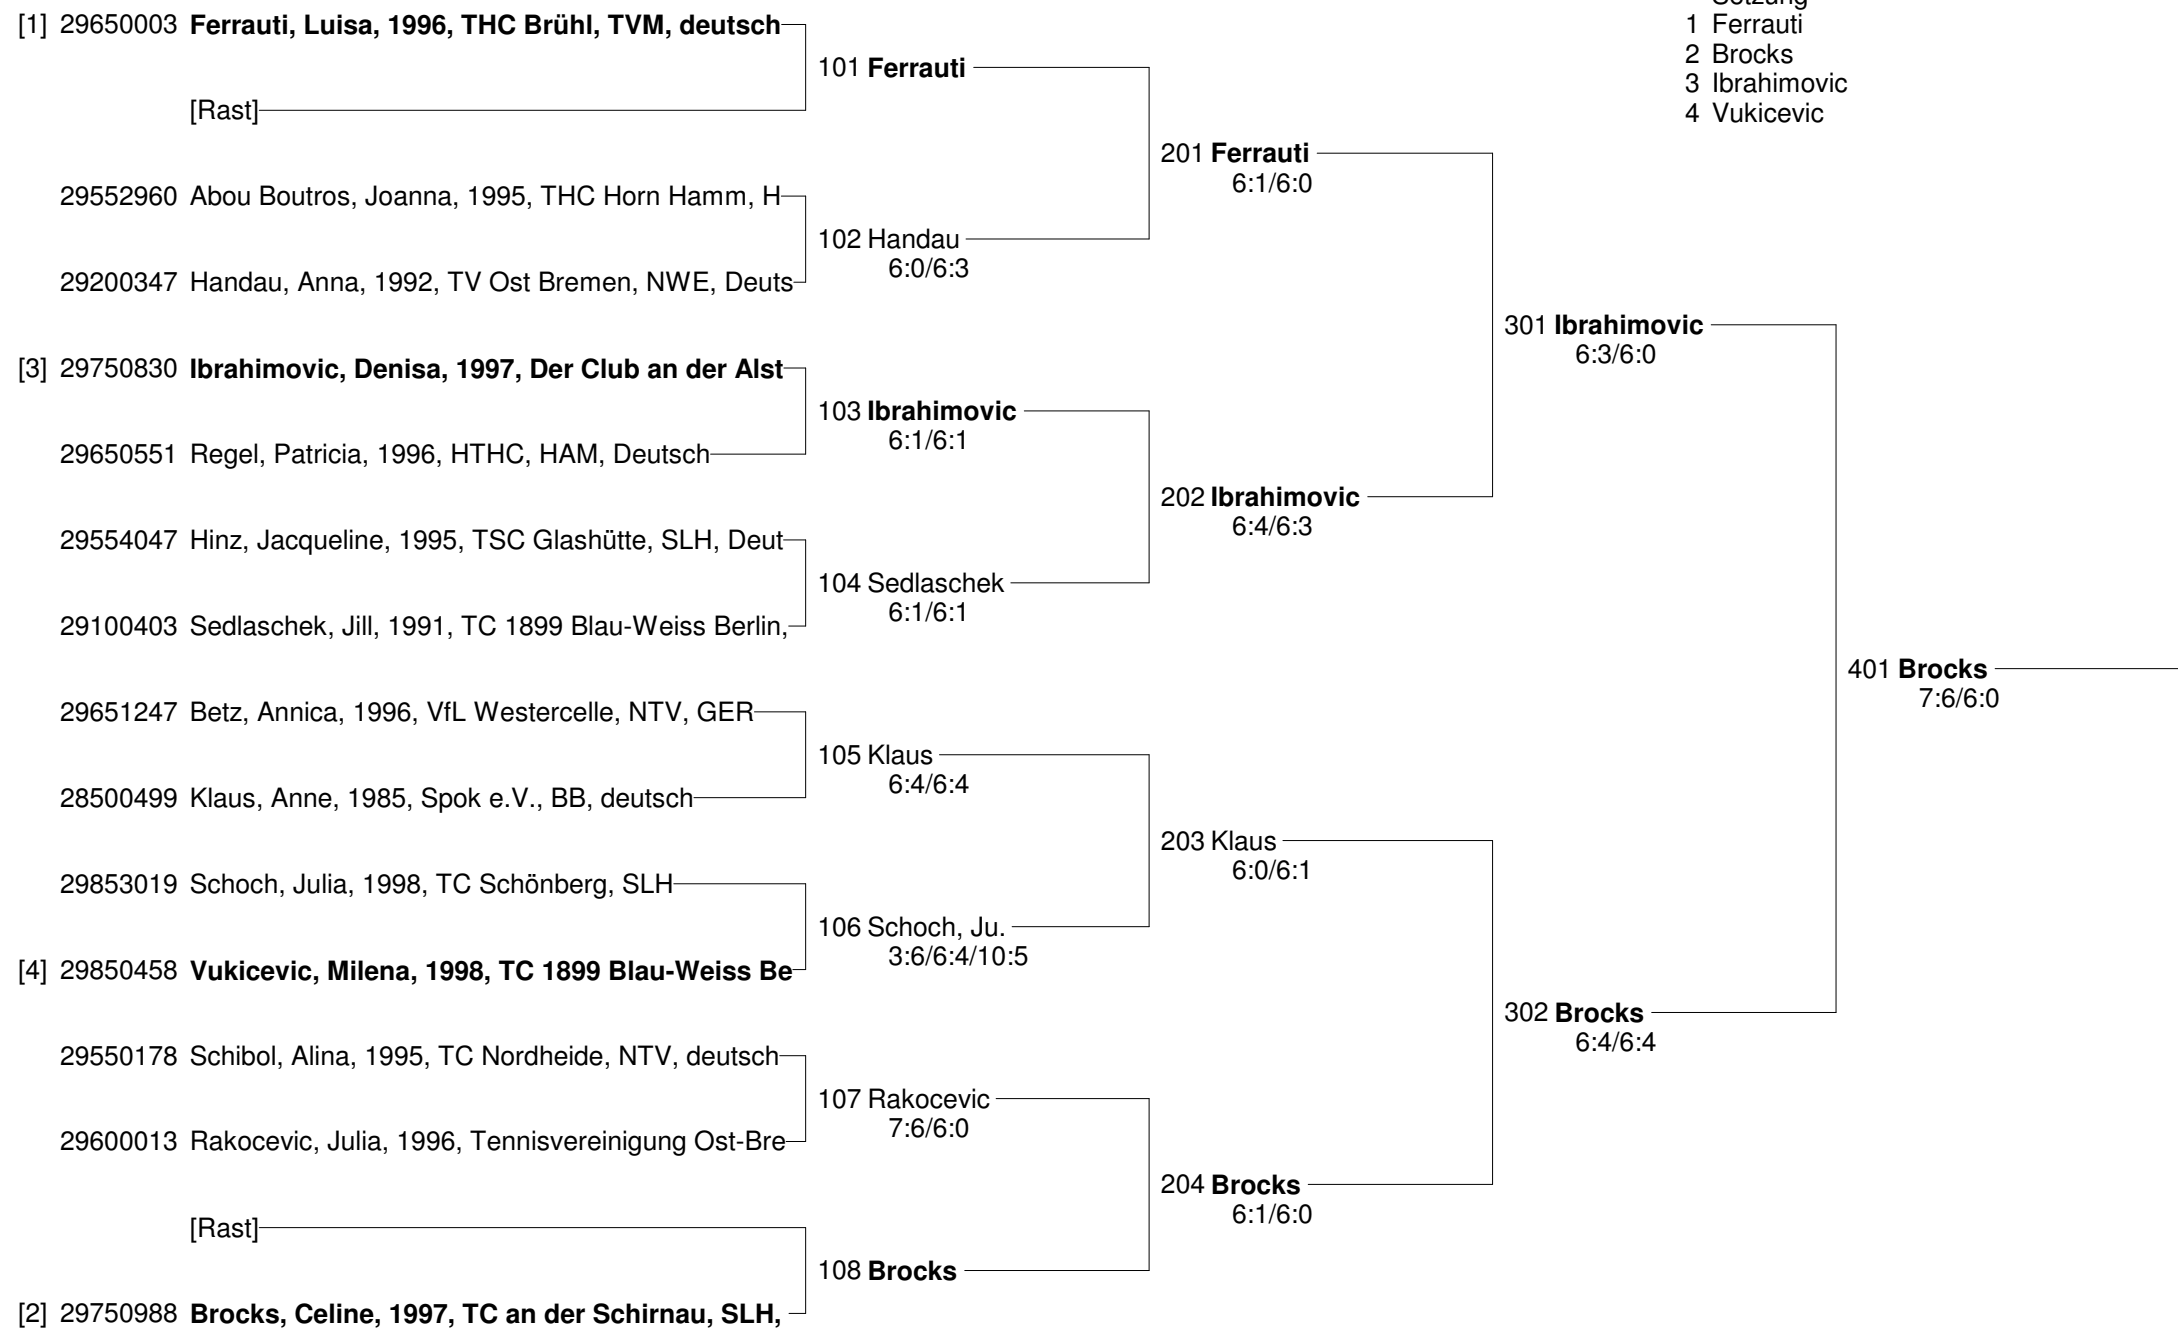 Setzung
1 Ferrauti
2 Brocks
3 Ibrahimovic
4 Vukicevic
[1] 29650003 Ferrauti, Luisa, 1996, THC Brühl, TVM, deutsch
101 Ferrauti
[Rast]
201 Ferrauti
6:1/6:0
29552960 Abou Boutros, Joanna, 1995, THC Horn Hamm, H
102 Handau
6:0/6:3
29200347 Handau, Anna, 1992, TV Ost Bremen, NWE, Deuts
301 Ibrahimovic
6:3/6:0
[3] 29750830 Ibrahimovic, Denisa, 1997, Der Club an der Alst
103 Ibrahimovic
6:1/6:1
29650551 Regel, Patricia, 1996, HTHC, HAM, Deutsch
202 Ibrahimovic
6:4/6:3
29554047 Hinz, Jacqueline, 1995, TSC Glashütte, SLH, Deut
104 Sedlaschek
6:1/6:1
29100403 Sedlaschek, Jill, 1991, TC 1899 Blau-Weiss Berlin,
401 Brocks
7:6/6:0
29651247 Betz, Annica, 1996, VfL Westercelle, NTV, GER
105 Klaus
6:4/6:4
28500499 Klaus, Anne, 1985, Spok e.V., BB, deutsch
203 Klaus
6:0/6:1
29853019 Schoch, Julia, 1998, TC Schönberg, SLH
106 Schoch, Ju.
3:6/6:4/10:5
[4] 29850458 Vukicevic, Milena, 1998, TC 1899 Blau-Weiss Be
302 Brocks
6:4/6:4
29550178 Schibol, Alina, 1995, TC Nordheide, NTV, deutsch
107 Rakocevic
7:6/6:0
29600013 Rakocevic, Julia, 1996, Tennisvereinigung Ost-Bre
204 Brocks
6:1/6:0
[Rast]
108 Brocks
[2] 29750988 Brocks, Celine, 1997, TC an der Schirnau, SLH,